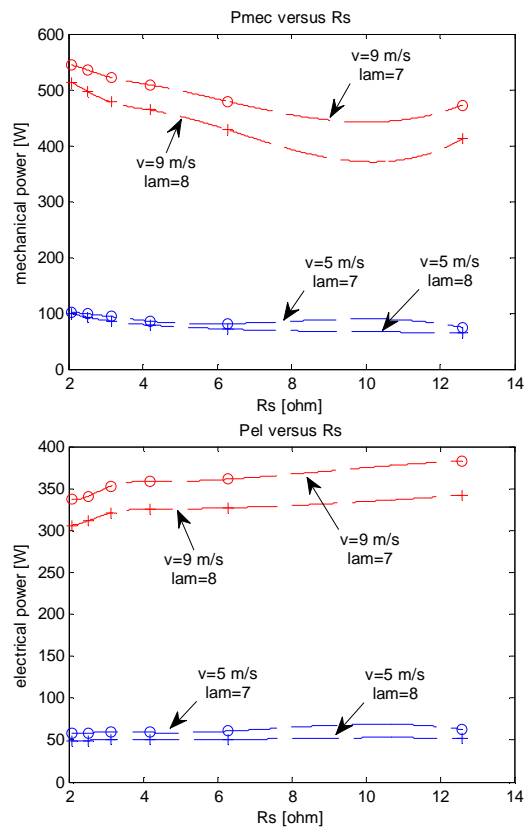 Pmec versus Rs
600
500
400
300
200
100
0
mechanical power [W]
v=9 m/s
lam=7
v=9 m/s
lam=8
v=5 m/s
lam=7
v=5 m/s
lam=8
2
4
6
8
10
12
14
Rs [ohm]
Pel versus Rs
400
350
300
250
200
150
100
50
0
electrical power [W]
v=9 m/s
lam=8
v=9 m/s
lam=7
v=5 m/s
lam=7
v=5 m/s
lam=8
2
4
6
8
10
12
14
Rs [ohm]